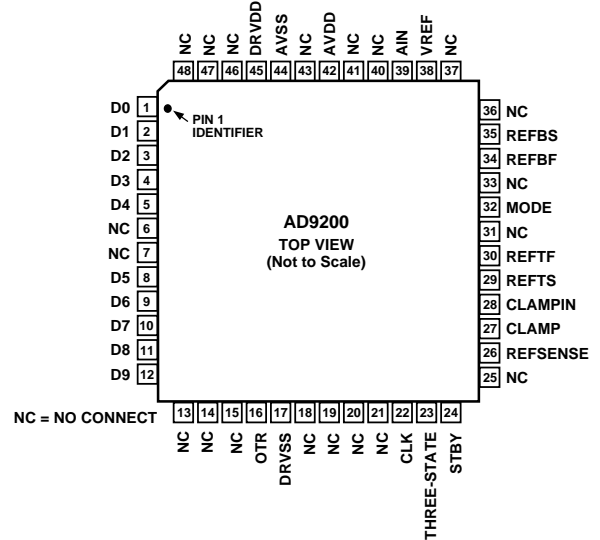 NC NC NC DRVDD AVSS NC AVDD NC NC AIN VREF NC
48 47 46 45 44 43 42 41 40 39 38 37
D0 1
D1 2
D2 3
D3 4
D4 5
NC 6
NC 7
D5 8
D6 9
D7 10
D8 11
D9 12
PIN 1
IDENTIFIER
AD9200
TOP VIEW
(Not to Scale)
36 NC
35 REFBS
34 REFBF
33 NC
32 MODE
31 NC
30 REFTF
29 REFTS
28 CLAMPIN
27 CLAMP
26 REFSENSE
25 NC
NC = NO CONNECT
13 14 15 16 17 18 19 20 21 22 23 24
NC NC NC OTR DRVSS NC NC NC NC CLK THREE-STATE STBY